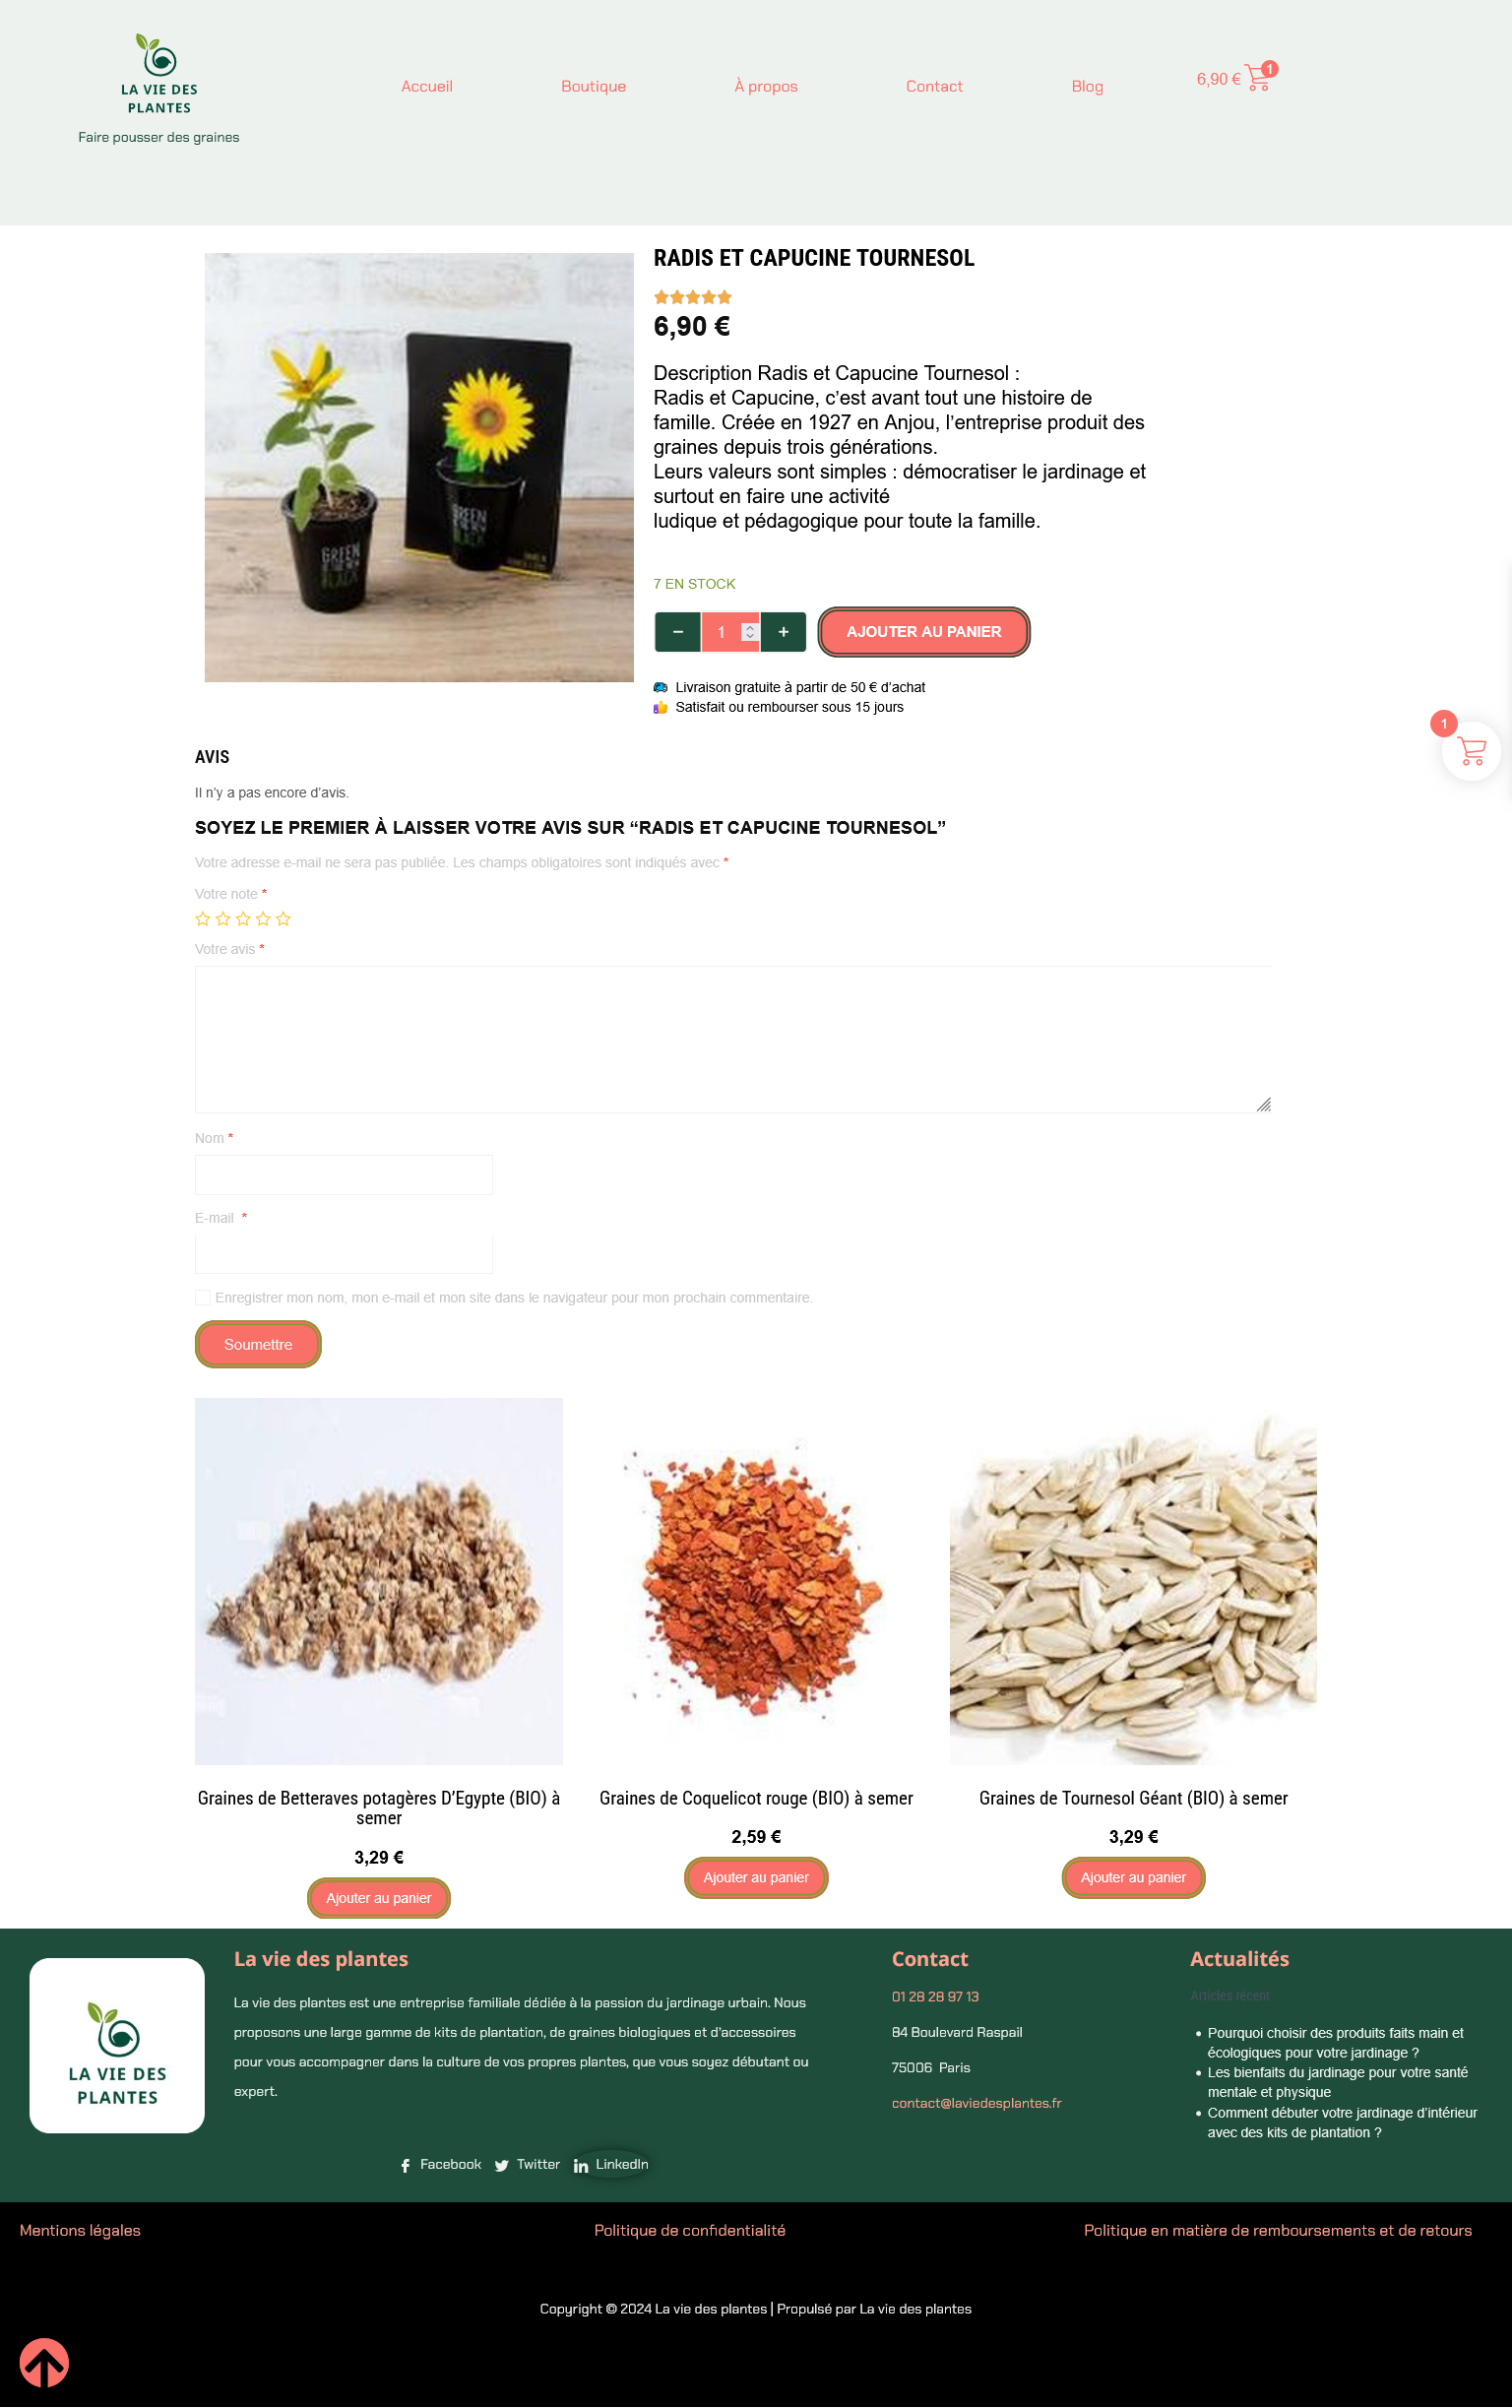 LA VIE DES
PLANTES
Faire pousser des graines
Accueil
Boutique
À propos
Contact
Blog
6,90 €
1
RADIS ET CAPUCINE TOURNESOL
6,90 €
Description Radis et Capucine Tournesol :
Radis et Capucine, c’est avant tout une histoire de
famille. Créée en 1927 en Anjou, l’entreprise produit des
graines depuis trois générations.
Leurs valeurs sont simples : démocratiser le jardinage et
surtout en faire une activité
ludique et pédagogique pour toute la famille.
GREEN
BLACK
GREEN
BLACK
7 EN STOCK
− 1 +
AJOUTER AU PANIER
Livraison gratuite à partir de 50 € d’achat
Satisfait ou rembourser sous 15 jours
1
AVIS
Il n’y a pas encore d’avis.
SOYEZ LE PREMIER À LAISSER VOTRE AVIS SUR “RADIS ET CAPUCINE TOURNESOL”
Votre adresse e-mail ne sera pas publiée. Les champs obligatoires sont indiqués avec *
Votre note *
Votre avis *
Nom *
E-mail *
Enregistrer mon nom, mon e-mail et mon site dans le navigateur pour mon prochain commentaire.
Soumettre
Graines de Betteraves potagères D’Egypte (BIO) à
semer
3,29 €
Ajouter au panier
Graines de Coquelicot rouge (BIO) à semer
2,59 €
Ajouter au panier
Graines de Tournesol Géant (BIO) à semer
3,29 €
Ajouter au panier
LA VIE DES
PLANTES
La vie des plantes
La vie des plantes est une entreprise familiale dédiée à la passion du jardinage urbain. Nous
proposons une large gamme de kits de plantation, de graines biologiques et d’accessoires
pour vous accompagner dans la culture de vos propres plantes, que vous soyez débutant ou
expert.
Facebook
Twitter
LinkedIn
Contact
01 28 28 97 13
84 Boulevard Raspail
75006 Paris
contact@laviedesplantes.fr
Actualités
Articles récent
Pourquoi choisir des produits faits main et
écologiques pour votre jardinage ?
Les bienfaits du jardinage pour votre santé
mentale et physique
Comment débuter votre jardinage d’intérieur
avec des kits de plantation ?
Mentions légales
Politique de confidentialité
Politique en matière de remboursements et de retours
Copyright © 2024 La vie des plantes | Propulsé par La vie des plantes